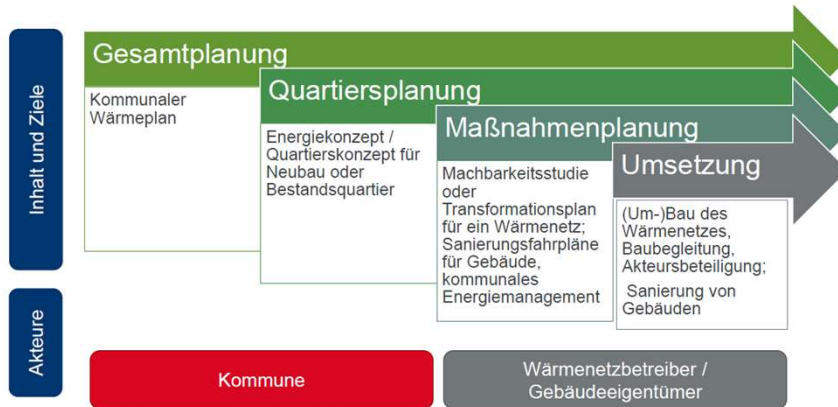 Inhalt und Ziele
Gesamtplanung
Kommunaler
Wärmeplan
Quartiersplanung
Energiekonzept /
Quartierskonzept für
Neubau oder
Bestandsquartier
Maßnahmenplanung
Machbarkeitsstudie
oder
Transformationsplan
für ein Wärmenetz;
Sanierungsfahrpläne
für Gebäude,
kommunales
Energiemanagement
Umsetzung
(Um-)Bau des
Wärmenetzes,
Baubegleitung,
Akteursbeteiligung;
Sanierung von
Gebäuden
Akteure
Kommune
Wärmenetzbetreiber /
Gebäudeeigentümer